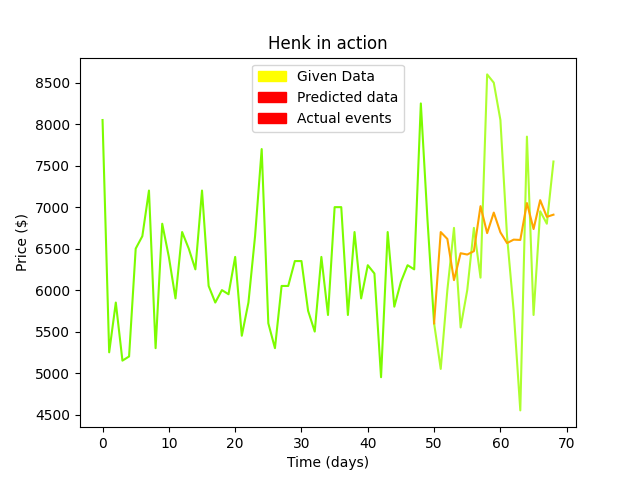 Henk in action
Given Data
Predicted data
Actual events
Price ($)
8500
8000
7500
7000
6500
6000
5500
5000
4500
0 10 20 30 40 50 60 70
Time (days)